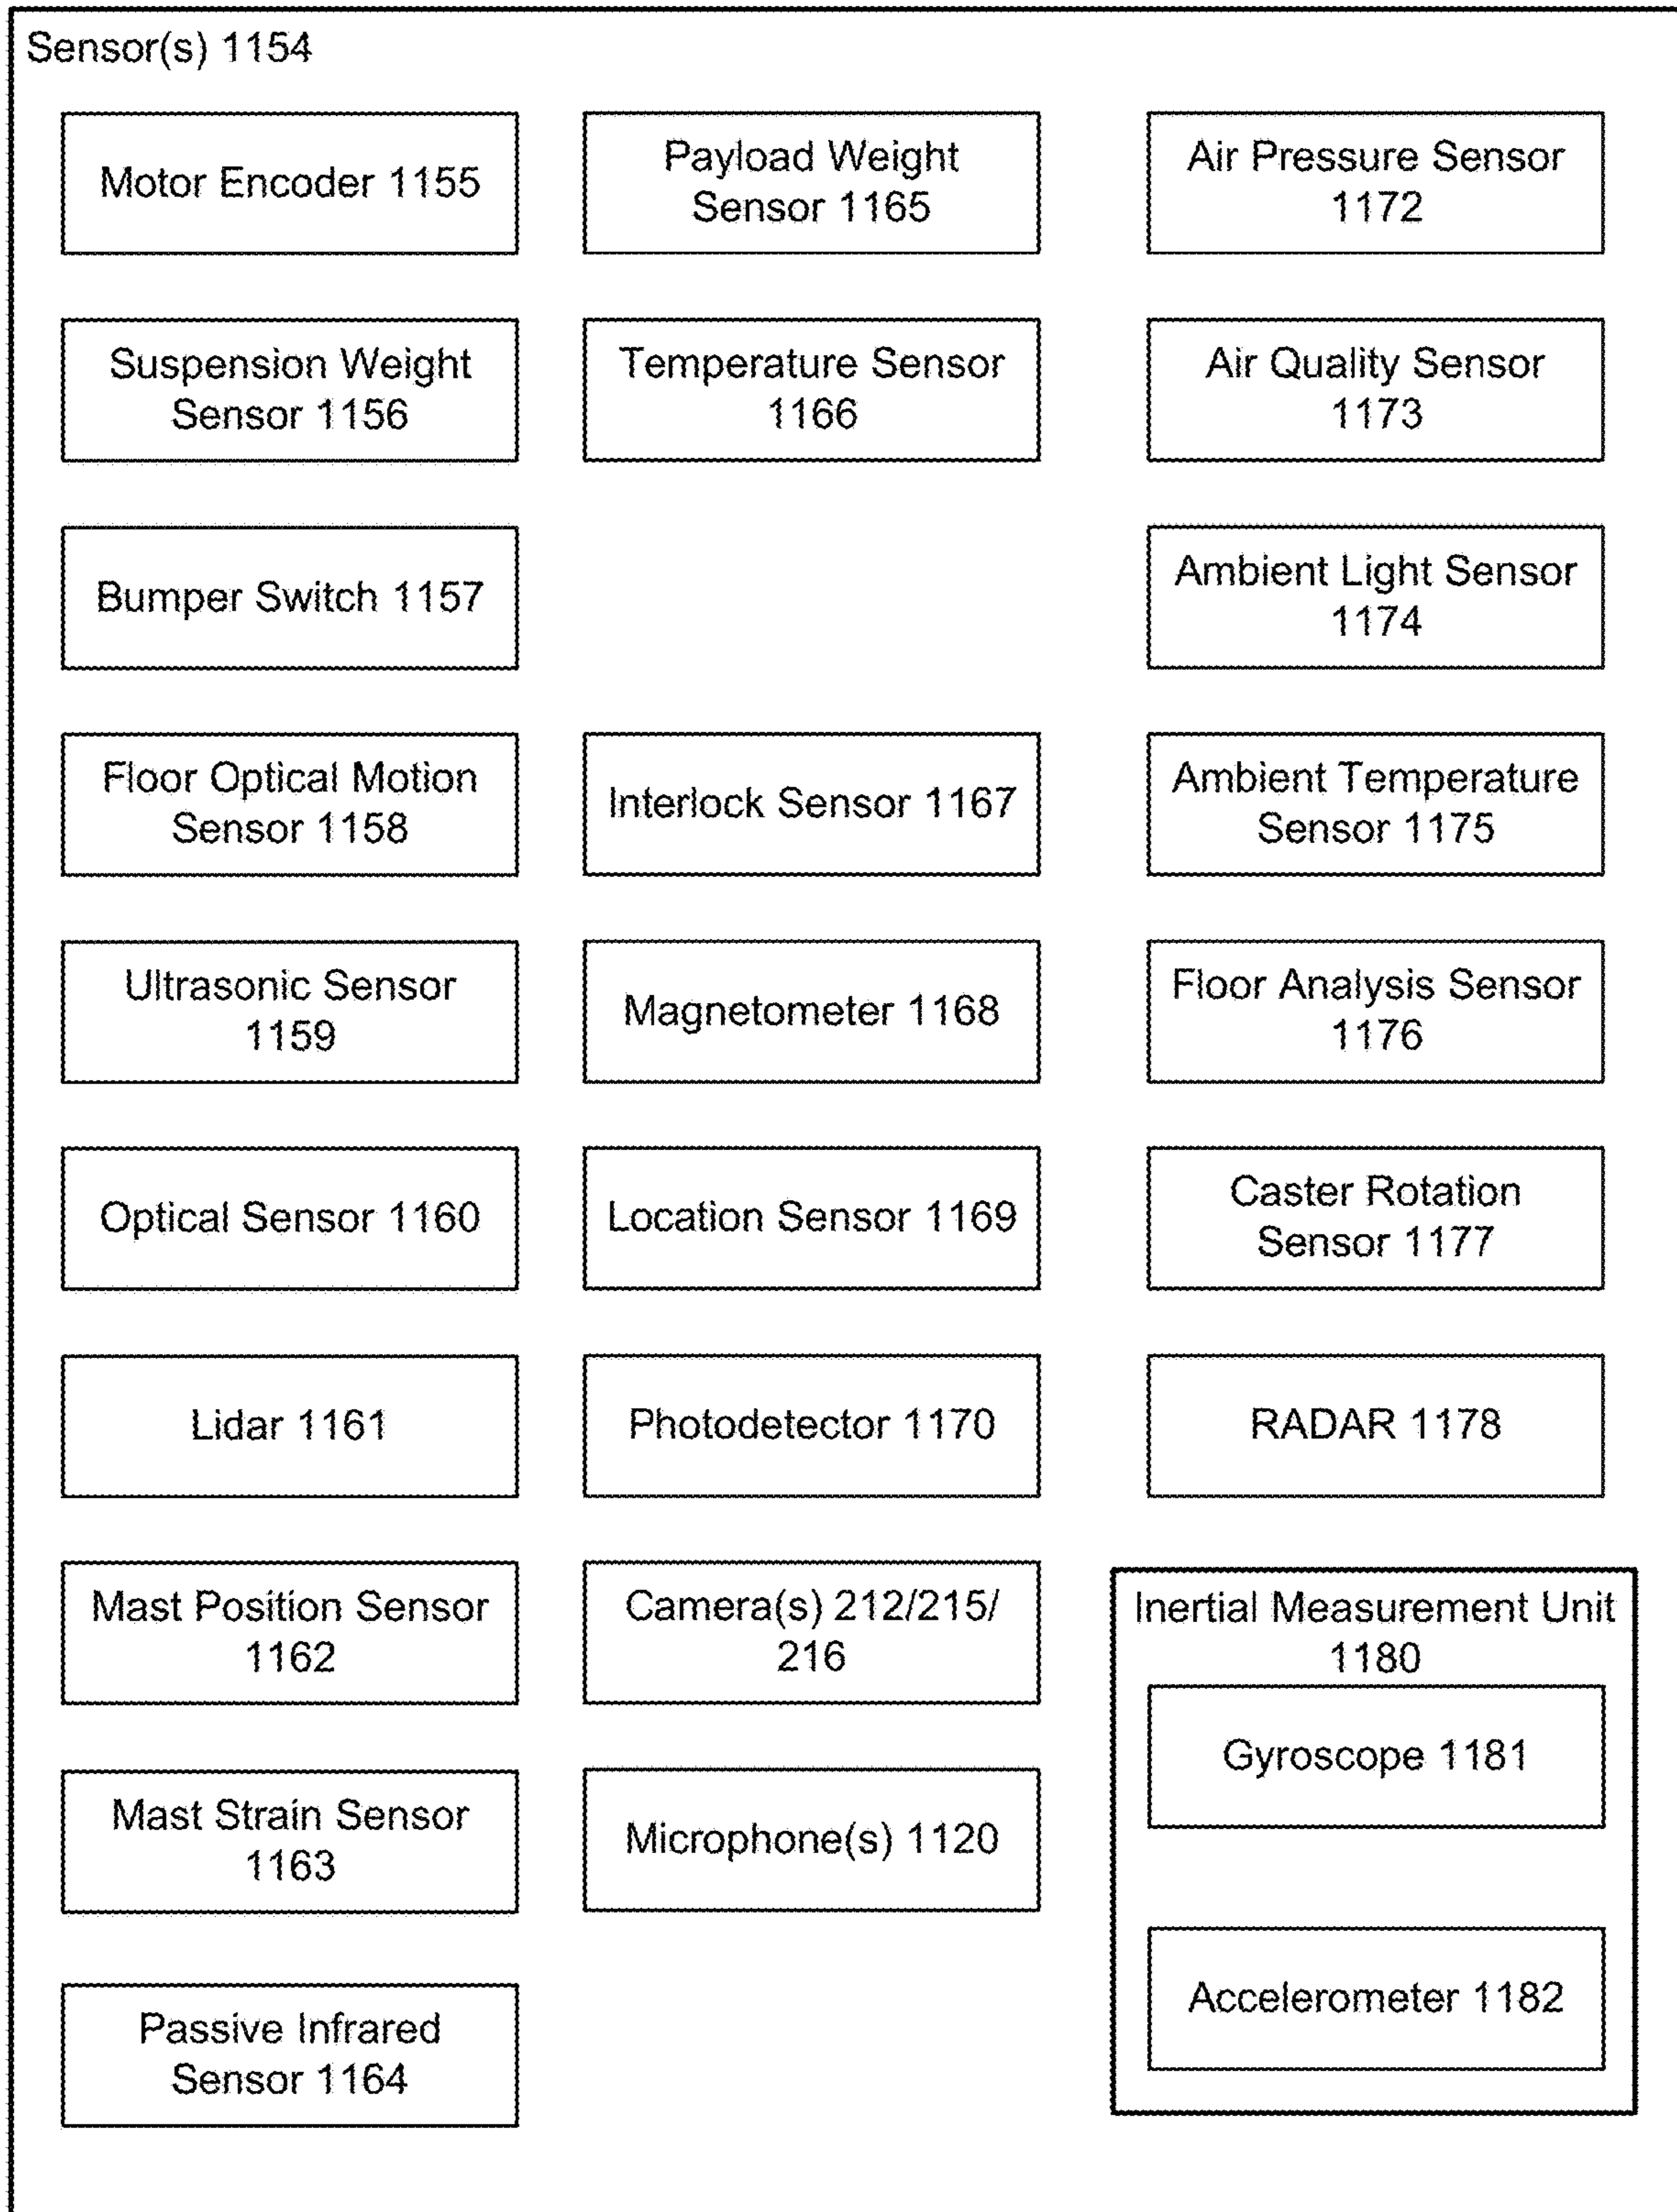 Sensor(s) 1154
Motor Encoder 1155
Suspension Weight
Sensor 1156
Bumper Switch 1157
Floor Optical Motion
Sensor 1158
Ultrasonic Sensor
1159
Optical Sensor 1160
Lidar 1161
Mast Position Sensor
1162
Mast Strain Sensor
1163
Passive Infrared
Sensor 1164
Payload Weight
Sensor 1165
Temperature Sensor
1166
Interlock Sensor 1167
Magnetometer 1168
Location Sensor 1169
Photodetector 1170
Camera(s) 212/215/
216
Microphone(s) 1120
Air Pressure Sensor
1172
Air Quality Sensor
1173
Ambient Light Sensor
1174
Ambient Temperature
Sensor 1175
Floor Analysis Sensor
1176
Caster Rotation
Sensor 1177
RADAR 1178
Inertial Measurement Unit
1180
Gyroscope 1181
Accelerometer 1182